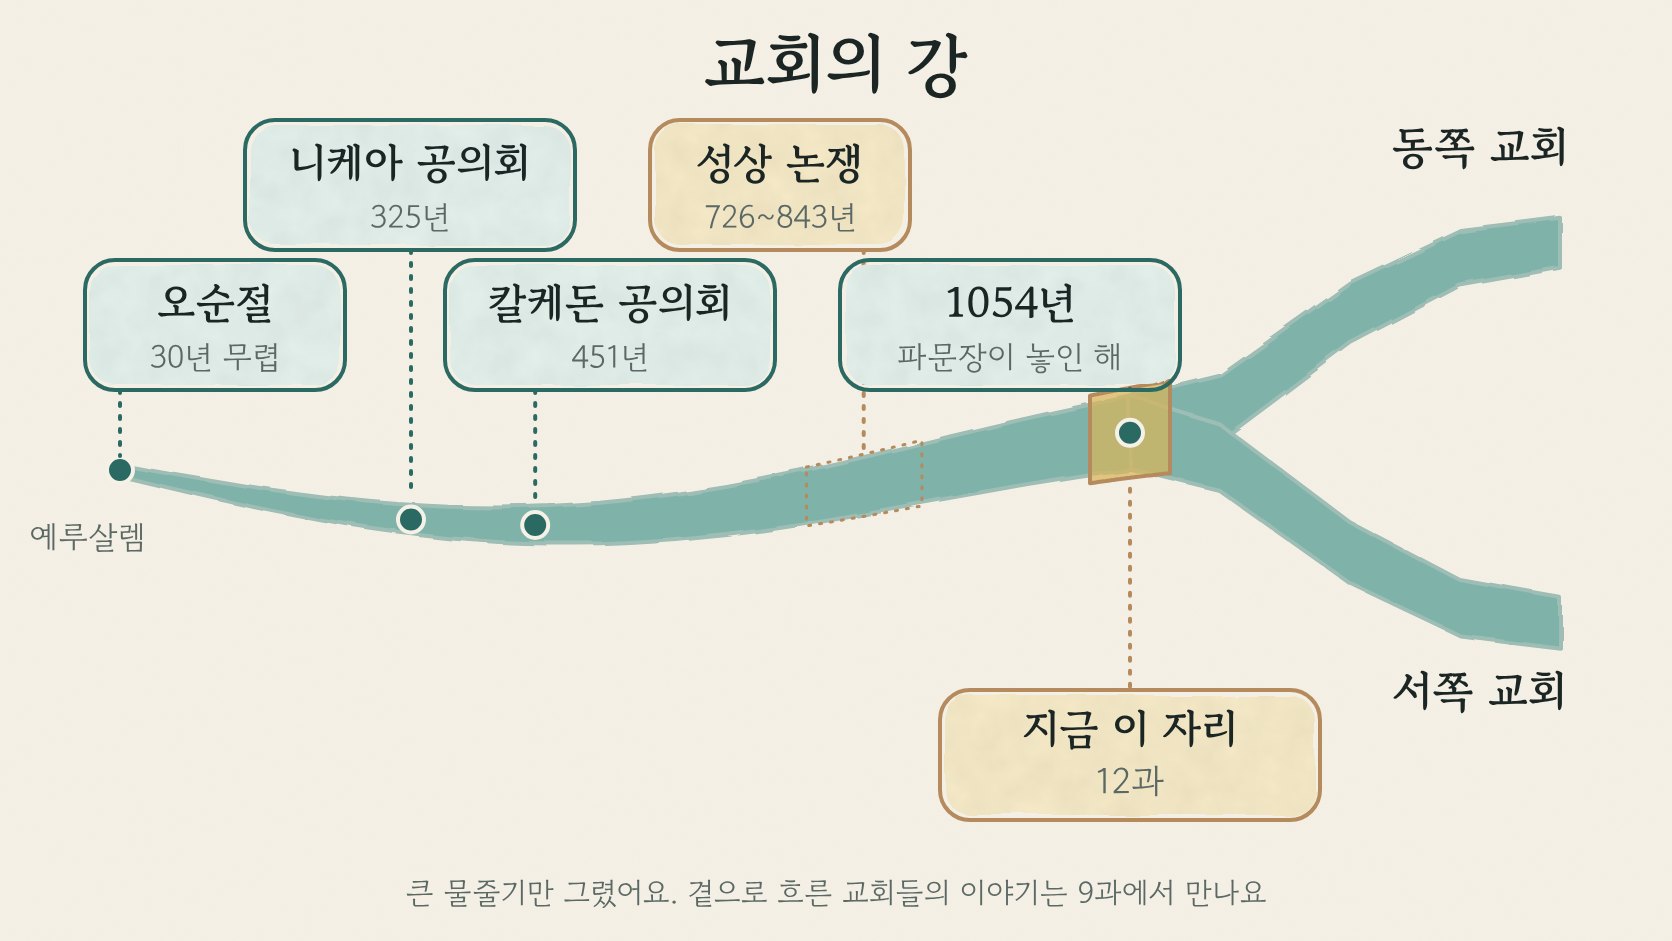 교회의 강
니케아 공의회
325년
성상 논쟁
726~843년
동쪽 교회
오순절
30년 무렵
칼케돈 공의회
451년
1054년
파문장이 놓인 해
예루살렘
서쪽 교회
지금 이 자리
12과
큰 물줄기만 그렸어요. 곁으로 흐른 교회들의 이야기는 9과에서 만나요